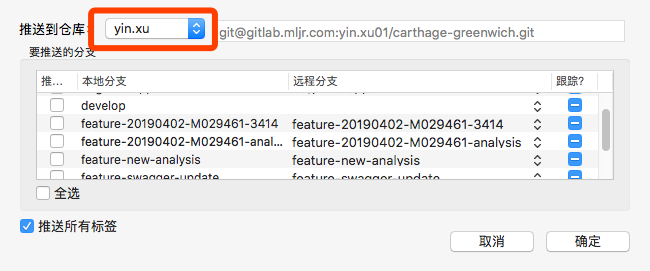 推送到仓库： yin.xu git@gitlab.mljr.com:yin.xu01/carthage-greenwich.git
要推送的分支
推... 本地分支 远程分支 跟踪?
develop
feature-20190402-M029461-3414 feature-20190402-M029461-3414
feature-20190402-M029461-anal... feature-20190402-M029461-analysis
feature-new-analysis feature-new-analysis
feature-swagger-update feature-swagger-update
全选
推送所有标签
取消 确定